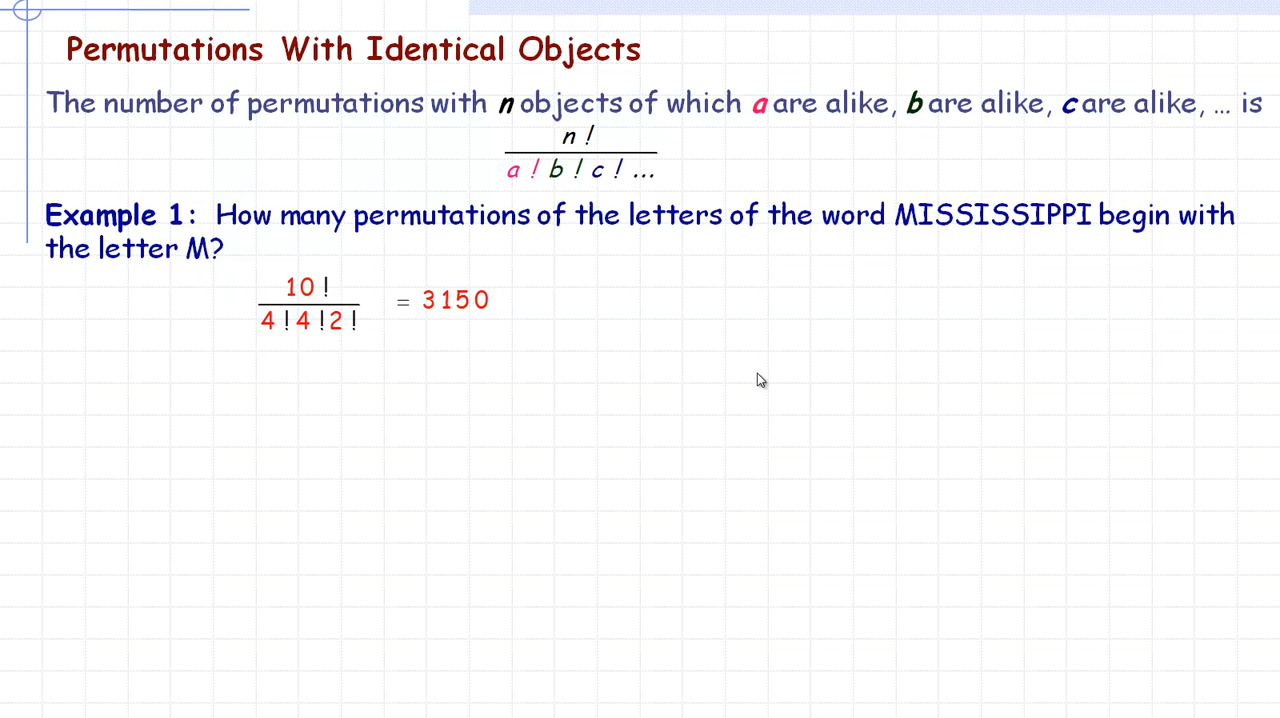 Permutations With Identical Objects
The number of permutations with n objects of which a are alike, b are alike, c are alike, ... is
n !
a ! b ! c ! ...
Example 1: How many permutations of the letters of the word MISSISSIPPI begin with
the letter M?
10 !
4 ! 4 ! 2 !
= 3150